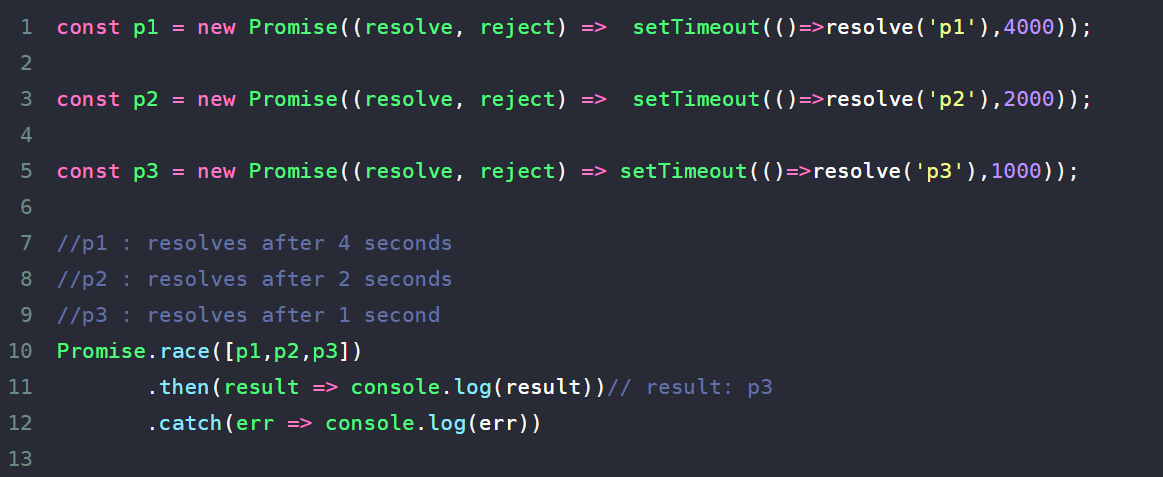 1 const p1 = new Promise((resolve, reject) =>  setTimeout(()=>resolve('p1'),4000));
2
3 const p2 = new Promise((resolve, reject) =>  setTimeout(()=>resolve('p2'),2000));
4
5 const p3 = new Promise((resolve, reject) => setTimeout(()=>resolve('p3'),1000));
6
7 //p1 : resolves after 4 seconds
8 //p2 : resolves after 2 seconds
9 //p3 : resolves after 1 second
10 Promise.race([p1,p2,p3])
11        .then(result => console.log(result))// result: p3
12        .catch(err => console.log(err))
13